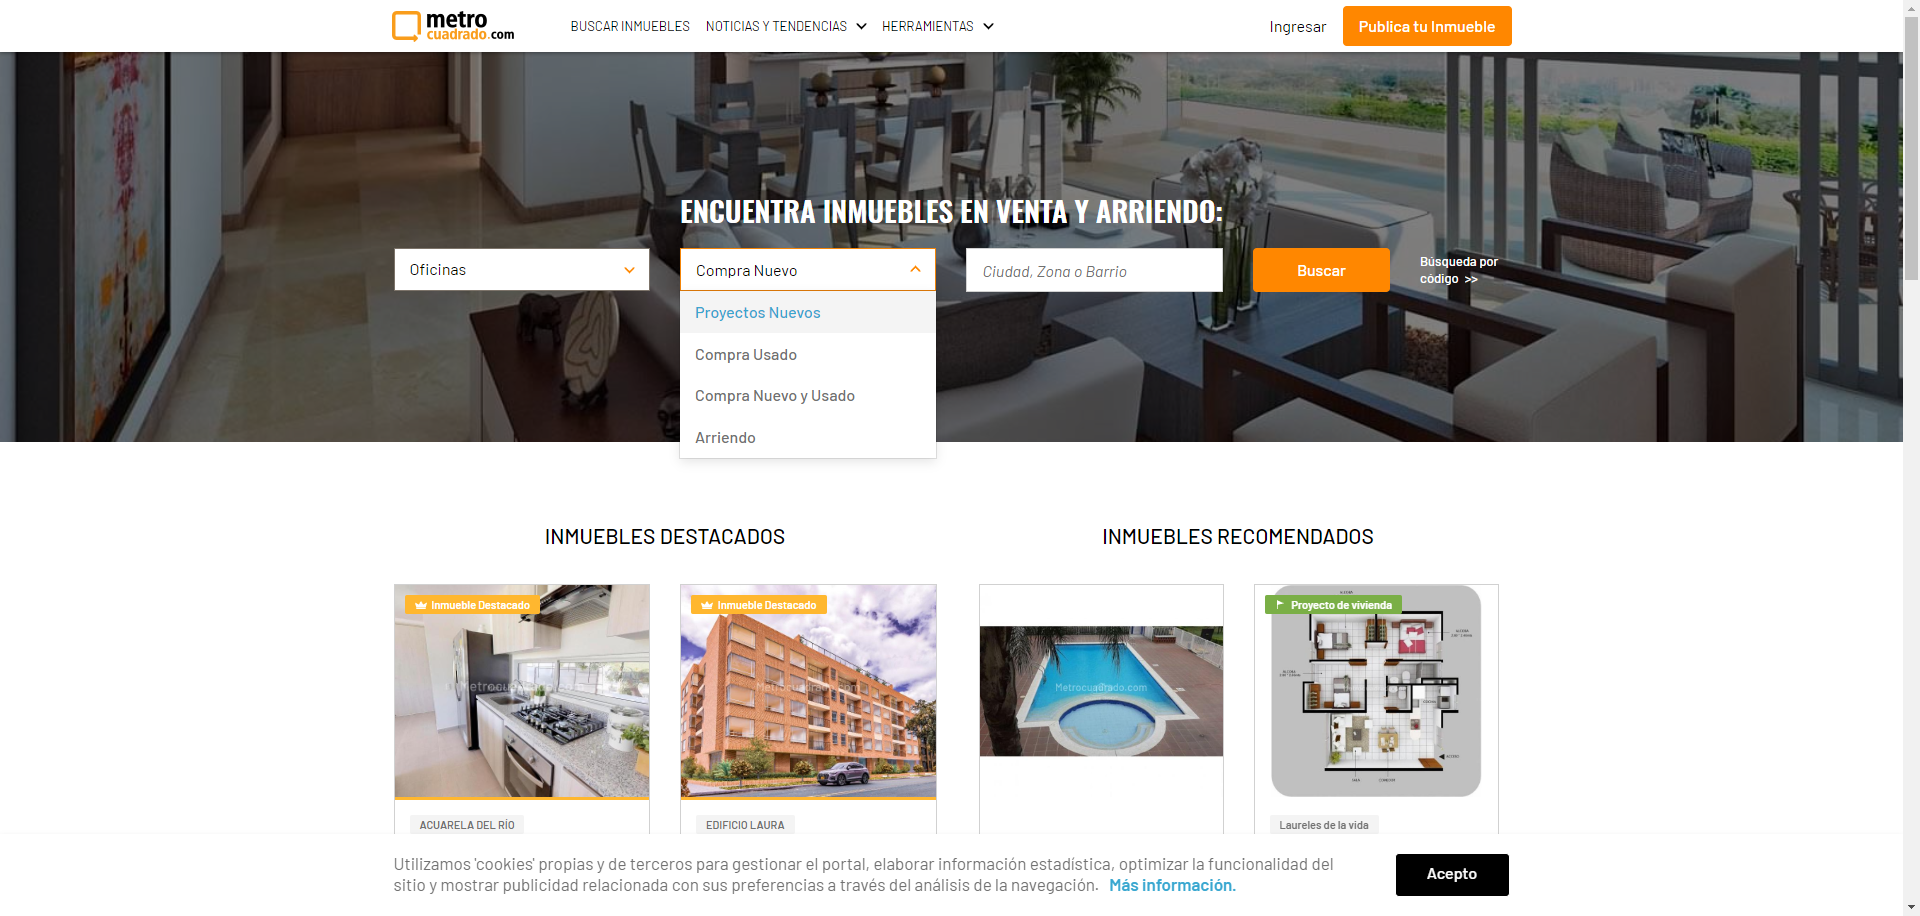 metro
cuadrado.com
BUSCAR INMUEBLES
NOTICIAS Y TENDENCIAS
HERRAMIENTAS
Ingresar
Publica tu Inmueble
ENCUENTRA INMUEBLES EN VENTA Y ARRIENDO:
Oficinas
Compra Nuevo
Ciudad, Zona o Barrio
Buscar
Búsqueda por
código >>
Proyectos Nuevos
Compra Usado
Compra Nuevo y Usado
Arriendo
INMUEBLES DESTACADOS
INMUEBLES RECOMENDADOS
Inmueble Destacado
Metrocuadrado.com
ACUARELA DEL RÍO
Inmueble Destacado
Metrocuadrado.com
EDIFICIO LAURA
Metrocuadrado.com
Proyecto de vivienda
Laureles de la vida
Utilizamos 'cookies' propias y de terceros para gestionar el portal, elaborar información estadística, optimizar la funcionalidad del
sitio y mostrar publicidad relacionada con sus preferencias a través del análisis de la navegación. Más información.
Acepto